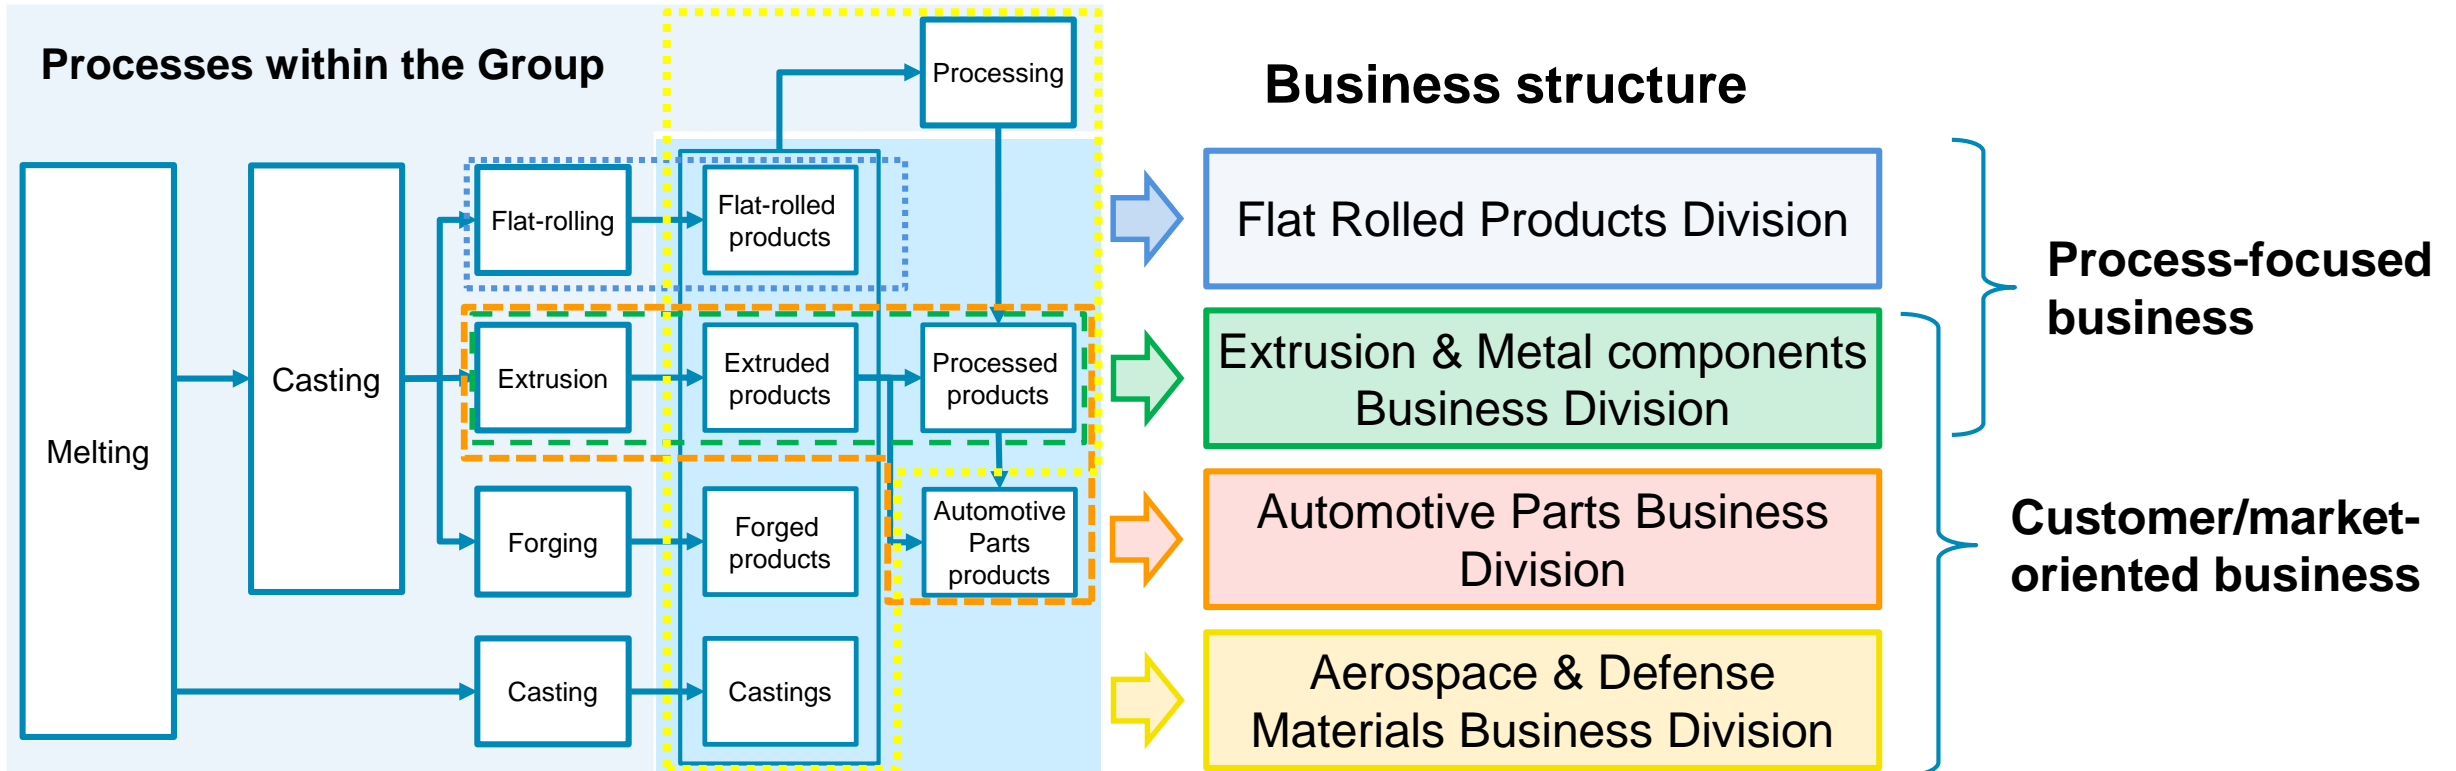 Processes within the Group
Processing
Melting
Casting
Flat-rolling
Flat-rolled
products
Extrusion
Extruded
products
Processed
products
Forging
Forged
products
Automotive
Parts
products
Casting
Castings
Business structure
Flat Rolled Products Division
Extrusion & Metal components
Business Division
Automotive Parts Business
Division
Aerospace & Defense
Materials Business Division
Process-focused
business
Customer/market-
oriented business